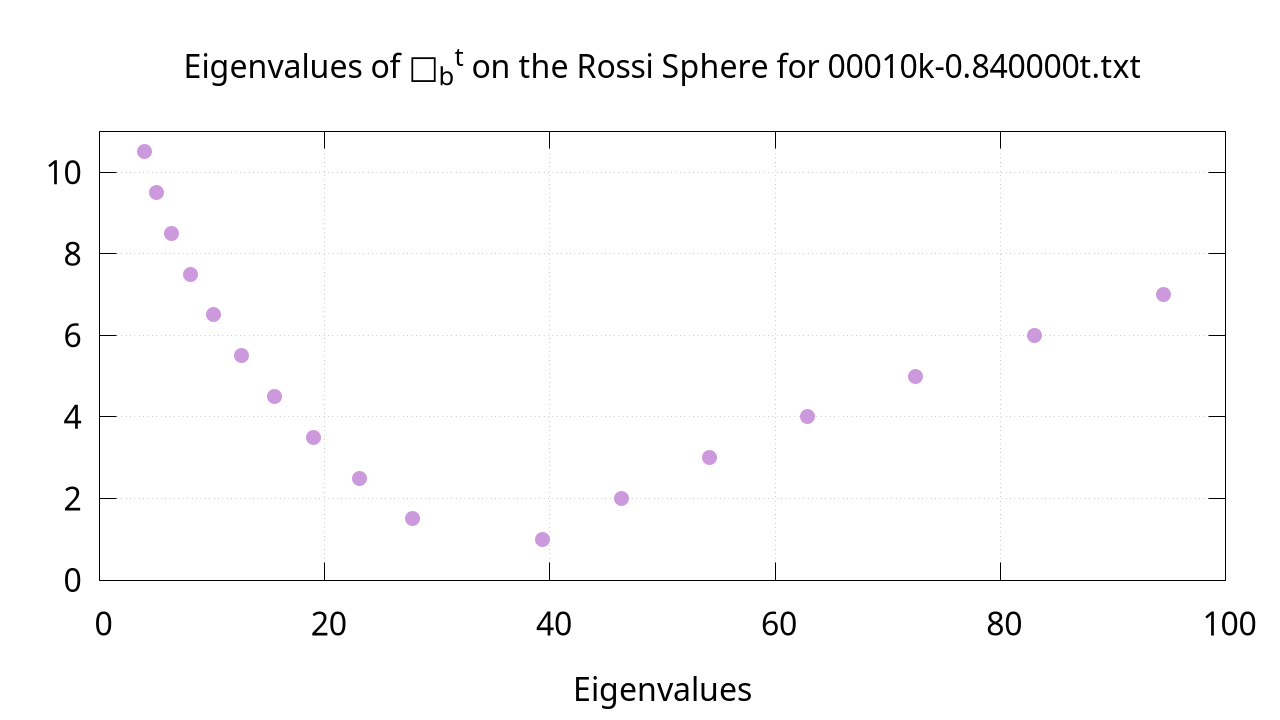 Eigenvalues of □_b^t on the Rossi Sphere for 00010k-0.840000t.txt
10
8
6
4
2
0
0 20 40 60 80 100
Eigenvalues